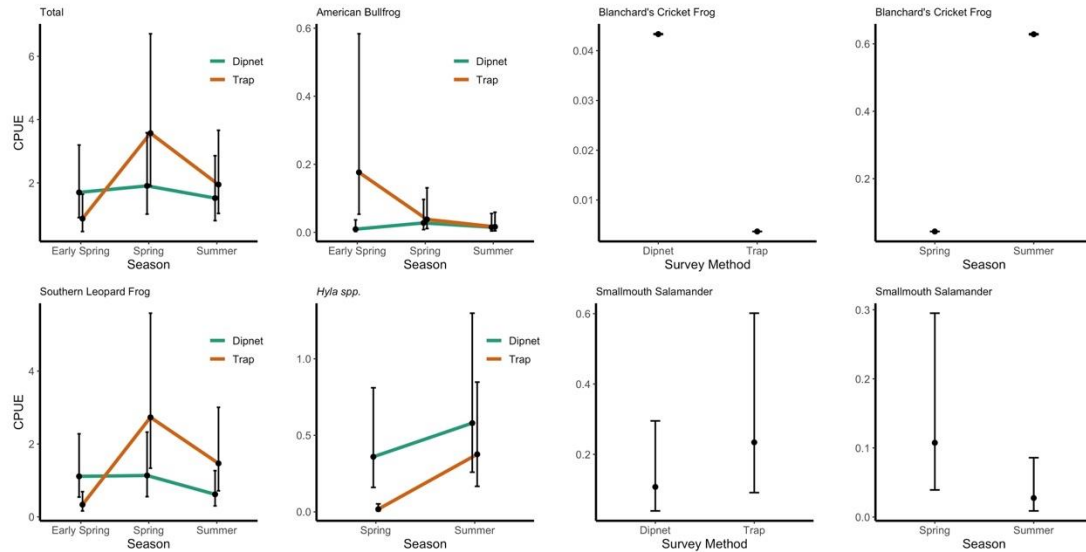 Total
CPUE
6
4
2
Dipnet
Trap
Early Spring Spring Summer
Season
American Bullfrog
0.6
0.4
0.2
0.0
Dipnet
Trap
Early Spring Spring Summer
Season
Blanchard's Cricket Frog
0.04
0.03
0.02
0.01
Dipnet Trap
Survey Method
Blanchard's Cricket Frog
0.6
0.4
0.2
Spring Summer
Season
Southern Leopard Frog
CPUE
4
2
0
Dipnet
Trap
Early Spring Spring Summer
Season
Hyla spp.
1.0
0.5
0.0
Dipnet
Trap
Spring Summer
Season
Smallmouth Salamander
0.6
0.4
0.2
Dipnet Trap
Survey Method
Smallmouth Salamander
0.3
0.2
0.1
0.0
Spring Summer
Season